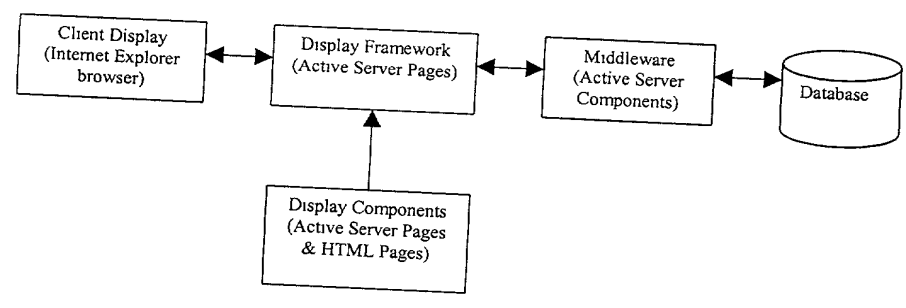 Client Display
(Internet Explorer
browser)
Display Framework
(Active Server Pages)
Middleware
(Active Server
Components)
Database
Display Components
(Active Server Pages
& HTML Pages)